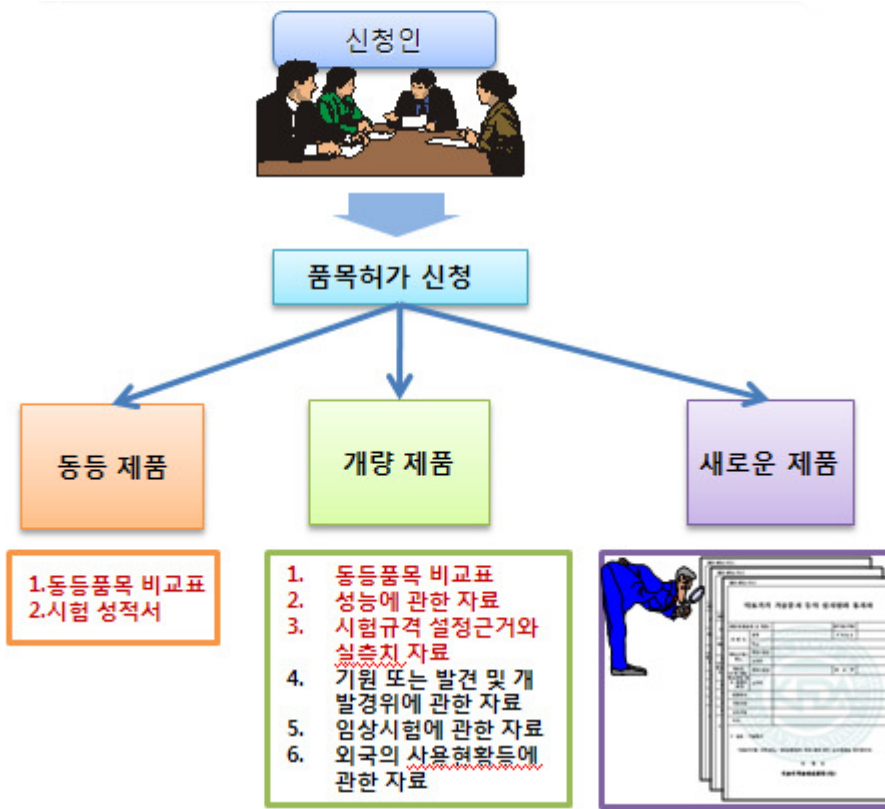 신청인
품목허가 신청
동등 제품
개량 제품
새로운 제품
1.동등품목 비교표
2.시험 성적서
1. 동등품목 비교표
2. 성능에 관한 자료
3. 시험규격 설정근거와
실측치 자료
4. 기원 또는 발견 및 개
발경위에 관한 자료
5. 임상시험에 관한 자료
6. 외국의 사용현황등에
관한 자료
KFDA